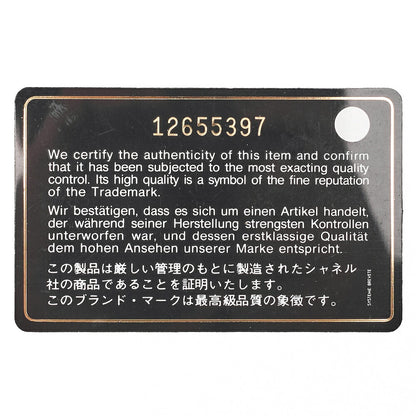 12655397
We certify the authenticity of this item and confirm
that it has been subjected to the most exacting quality
control. Its high quality is a symbol of the fine reputation
of the Trademark.
Wir bestätigen, dass es sich um einen Artikel handelt,
der während seiner Herstellung strengsten Kontrollen
unterworfen war, und dessen erstklassige Qualität
dem hohen Ansehen unserer Marke entspricht.
この製品は厳しい管理のもとに製造されたシャネル
社の商品であることを証明いたします。
このブランド・マークは最高級品質の象徴です。
SYSTEME BREVETE